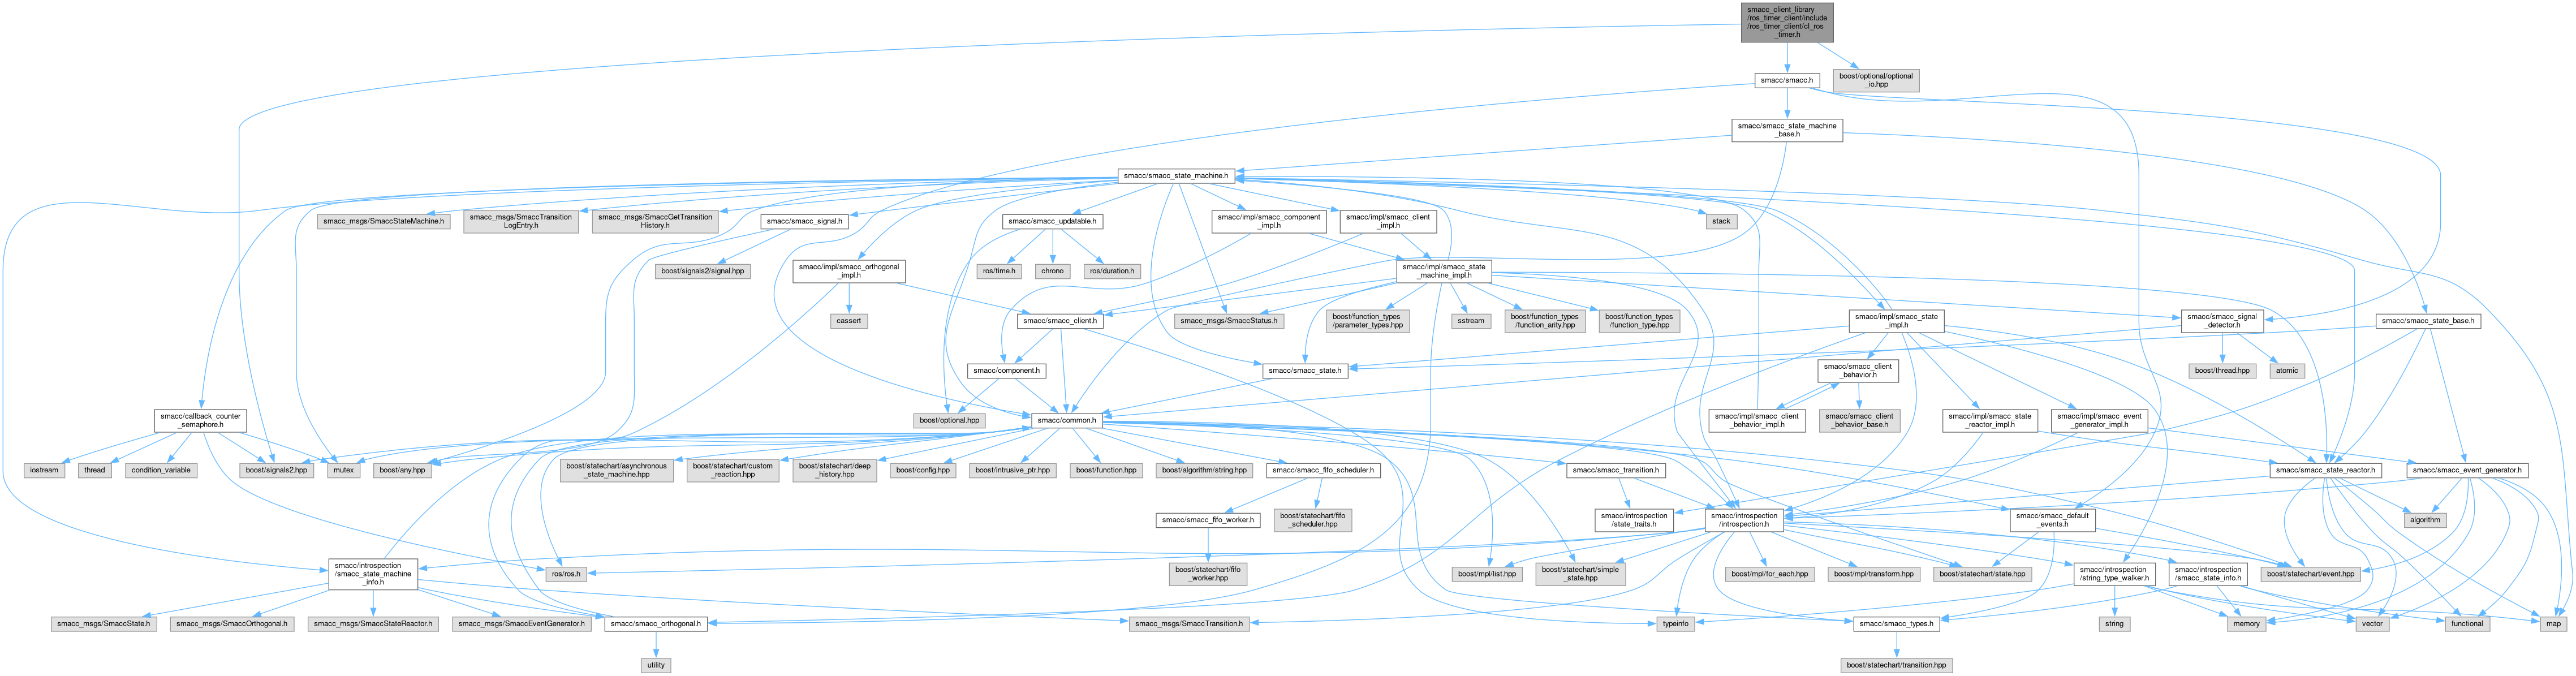 smacc_client_library
/ros_timer_client/include
/ros_timer_client/cl_ros
_timer.h
smacc/smacc.h
boost/optional/optional
_io.hpp
smacc/smacc_state_machine
_base.h
smacc/smacc_state_machine.h
smacc_msgs/SmaccStateMachine.h
smacc_msgs/SmaccTransition
LogEntry.h
smacc_msgs/SmaccGetTransition
History.h
smacc/smacc_signal.h
smacc/smacc_updatable.h
smacc/impl/smacc_component
_impl.h
smacc/impl/smacc_client
_impl.h
stack
boost/signals2/signal.hpp
smacc/impl/smacc_orthogonal
_impl.h
ros/time.h
chrono
ros/duration.h
smacc/impl/smacc_state
_machine_impl.h
cassert
smacc/smacc_client.h
smacc_msgs/SmaccStatus.h
boost/function_types
/parameter_types.hpp
sstream
boost/function_types
/function_arity.hpp
boost/function_types
/function_type.hpp
smacc/impl/smacc_state
_impl.h
smacc/smacc_signal
_detector.h
smacc/smacc_state_base.h
smacc/component.h
smacc/smacc_state.h
smacc/smacc_client
_behavior.h
boost/thread.hpp
atomic
smacc/callback_counter
_semaphore.h
boost/optional.hpp
smacc/common.h
smacc/impl/smacc_client
_behavior_impl.h
smacc/smacc_client
_behavior_base.h
smacc/impl/smacc_state
_reactor_impl.h
smacc/impl/smacc_event
_generator_impl.h
iostream
thread
condition_variable
boost/signals2.hpp
mutex
boost/any.hpp
boost/statechart/asynchronous
_state_machine.hpp
boost/statechart/custom
_reaction.hpp
boost/statechart/deep
_history.hpp
boost/config.hpp
boost/intrusive_ptr.hpp
boost/function.hpp
boost/algorithm/string.hpp
smacc/smacc_fifo_scheduler.h
smacc/smacc_transition.h
smacc/smacc_state_reactor.h
smacc/smacc_event_generator.h
smacc/smacc_fifo_worker.h
boost/statechart/fifo
_scheduler.hpp
smacc/introspection
/state_traits.h
smacc/introspection
/introspection.h
smacc/smacc_default
_events.h
algorithm
smacc/introspection
/smacc_state_machine
_info.h
ros/ros.h
boost/statechart/fifo
_worker.hpp
boost/mpl/list.hpp
boost/statechart/simple
_state.hpp
boost/mpl/for_each.hpp
boost/mpl/transform.hpp
boost/statechart/state.hpp
smacc/introspection
/string_type_walker.h
smacc/introspection
/smacc_state_info.h
boost/statechart/event.hpp
smacc_msgs/SmaccState.h
smacc_msgs/SmaccOrthogonal.h
smacc_msgs/SmaccStateReactor.h
smacc_msgs/SmaccEventGenerator.h
smacc/smacc_orthogonal.h
smacc_msgs/SmaccTransition.h
typeinfo
smacc/smacc_types.h
string
memory
vector
functional
map
utility
boost/statechart/transition.hpp